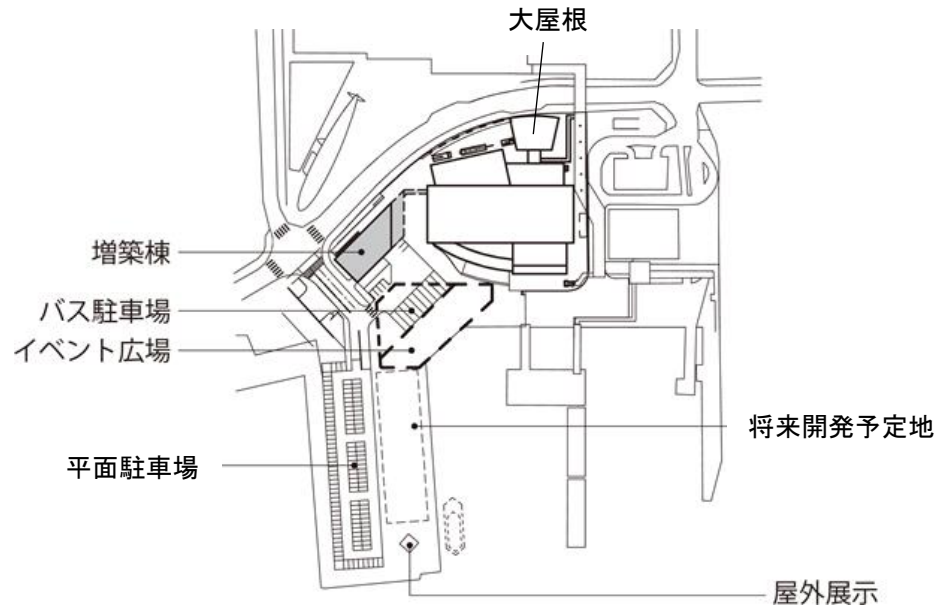 大屋根
増築棟
バス駐車場
イベント広場
将来開発予定地
平面駐車場
屋外展示